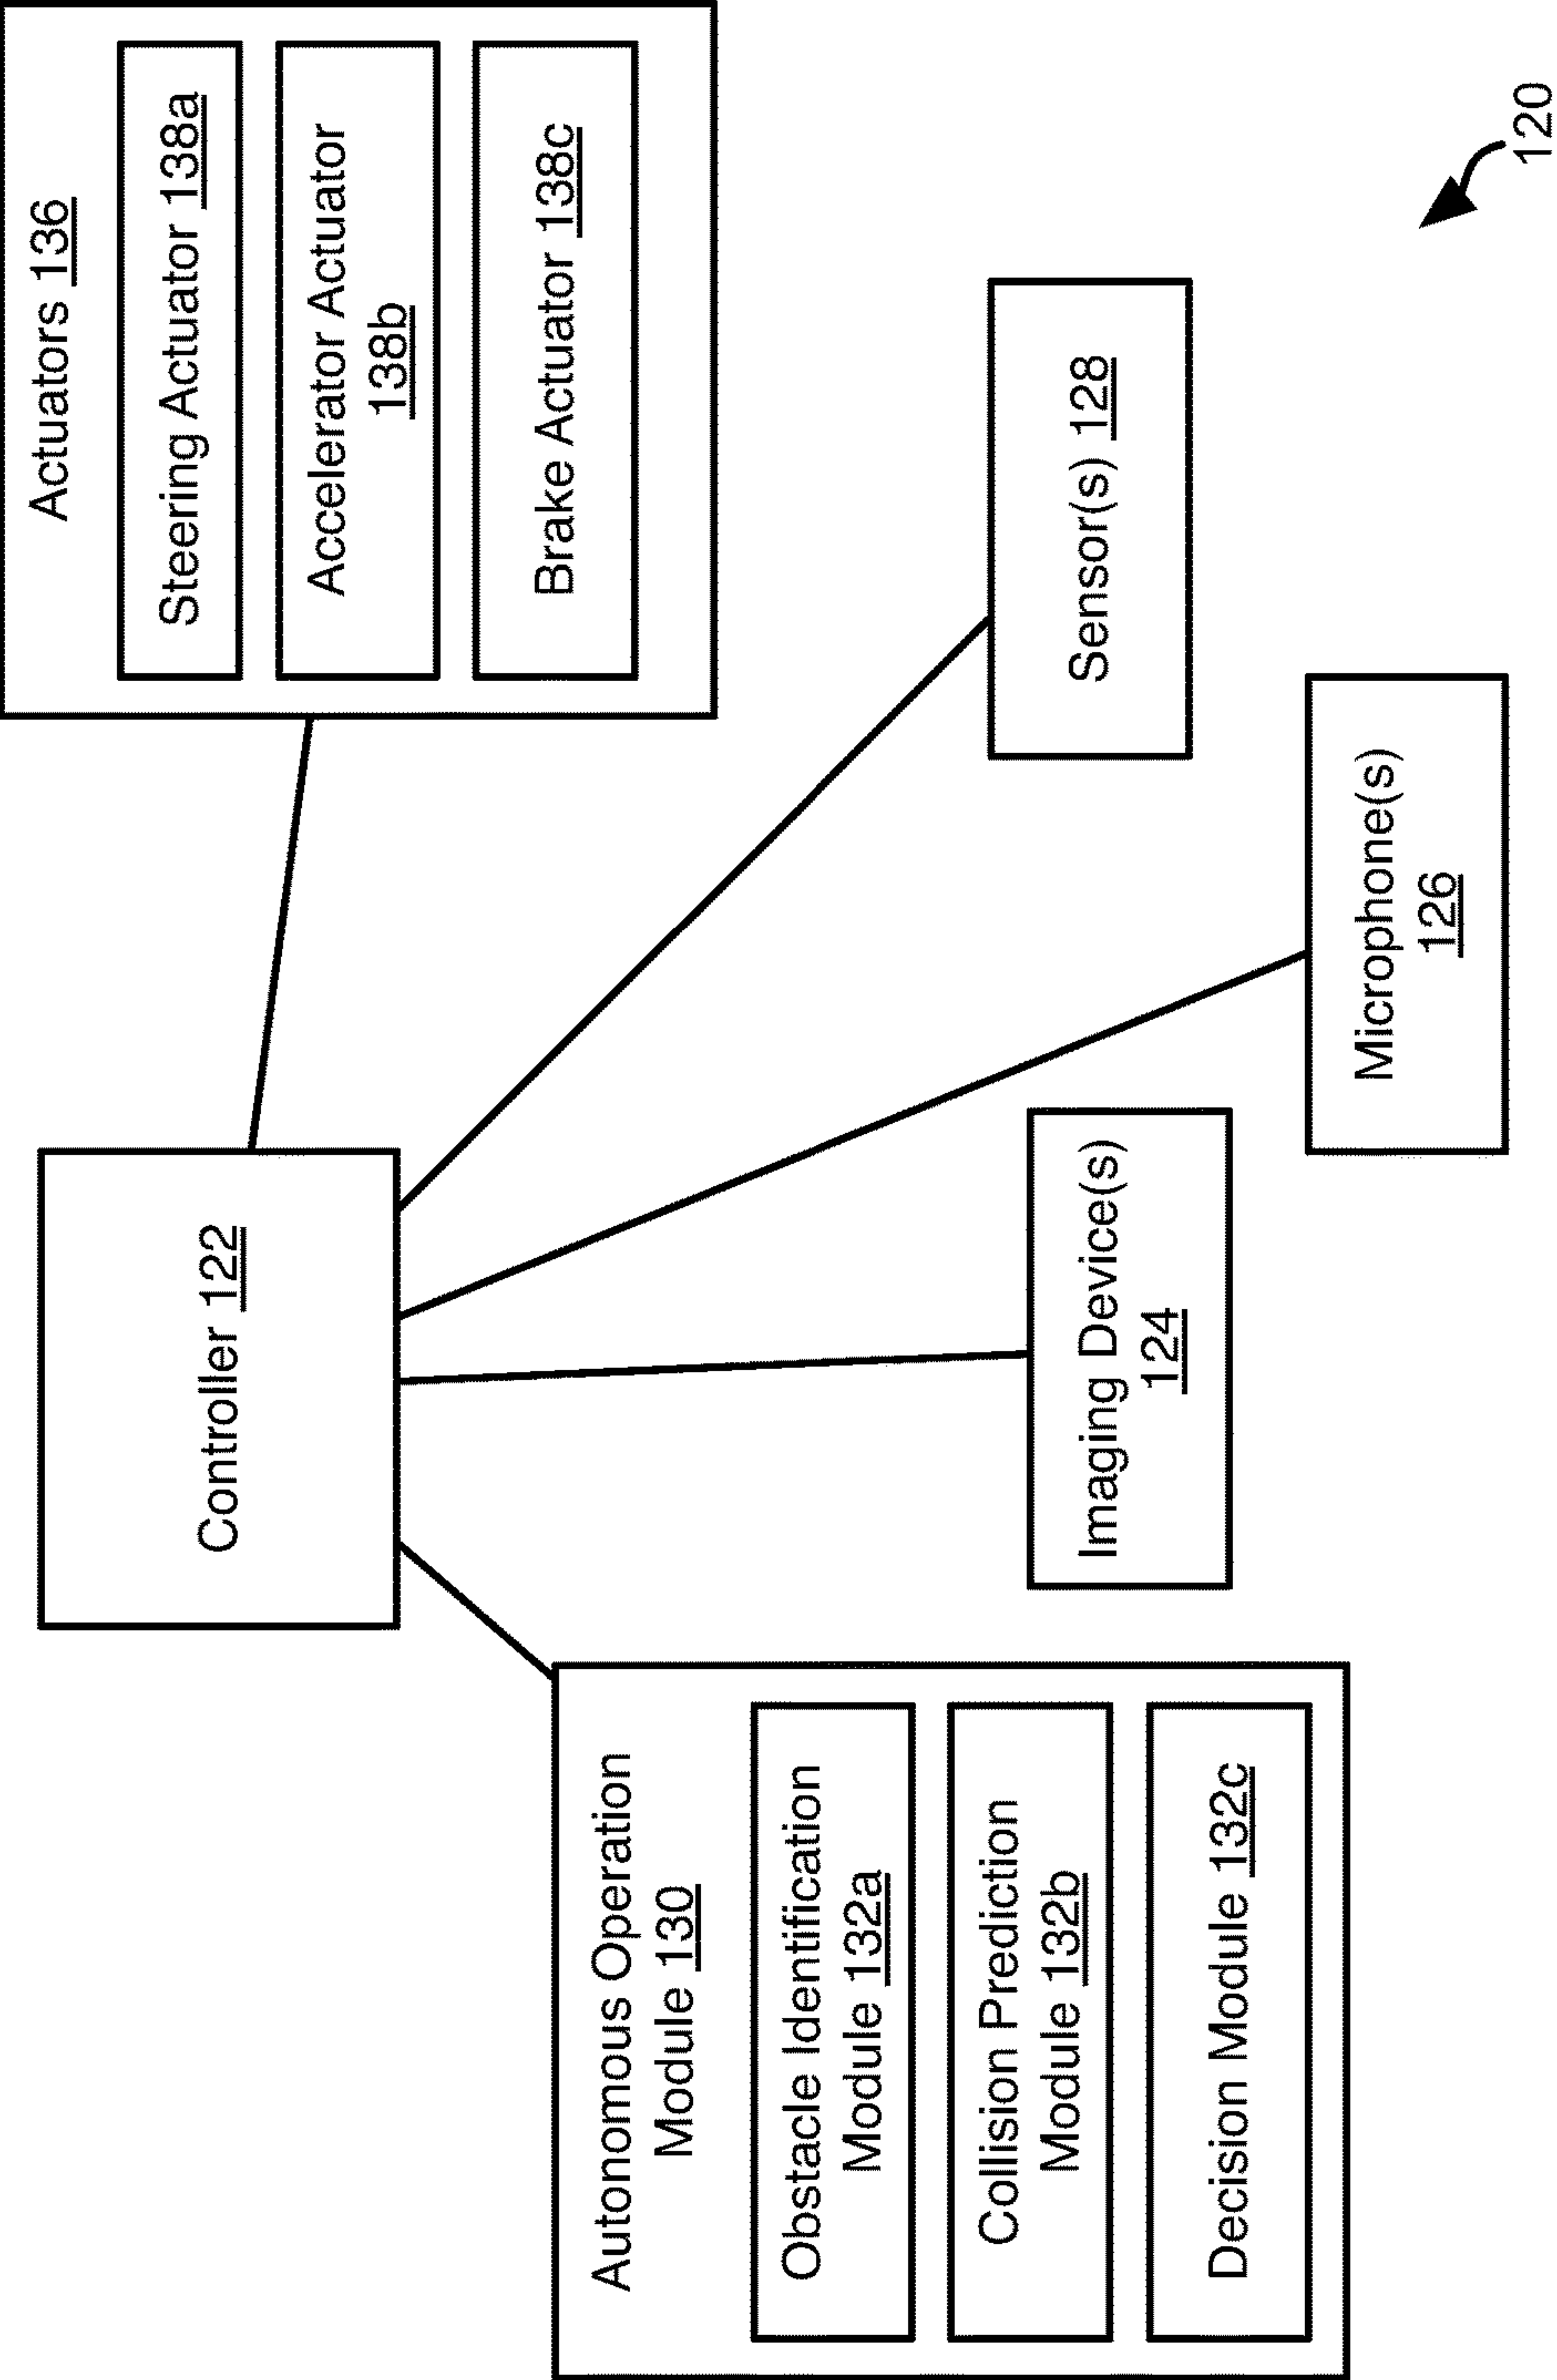 Controller 122
Actuators 136
Steering Actuator 138a
Accelerator Actuator
138b
Brake Actuator 138c
Autonomous Operation
Module 130
Obstacle Identification
Module 132a
Collision Prediction
Module 132b
Decision Module 132c
Imaging Device(s)
124
Microphone(s)
126
Sensor(s) 128
120